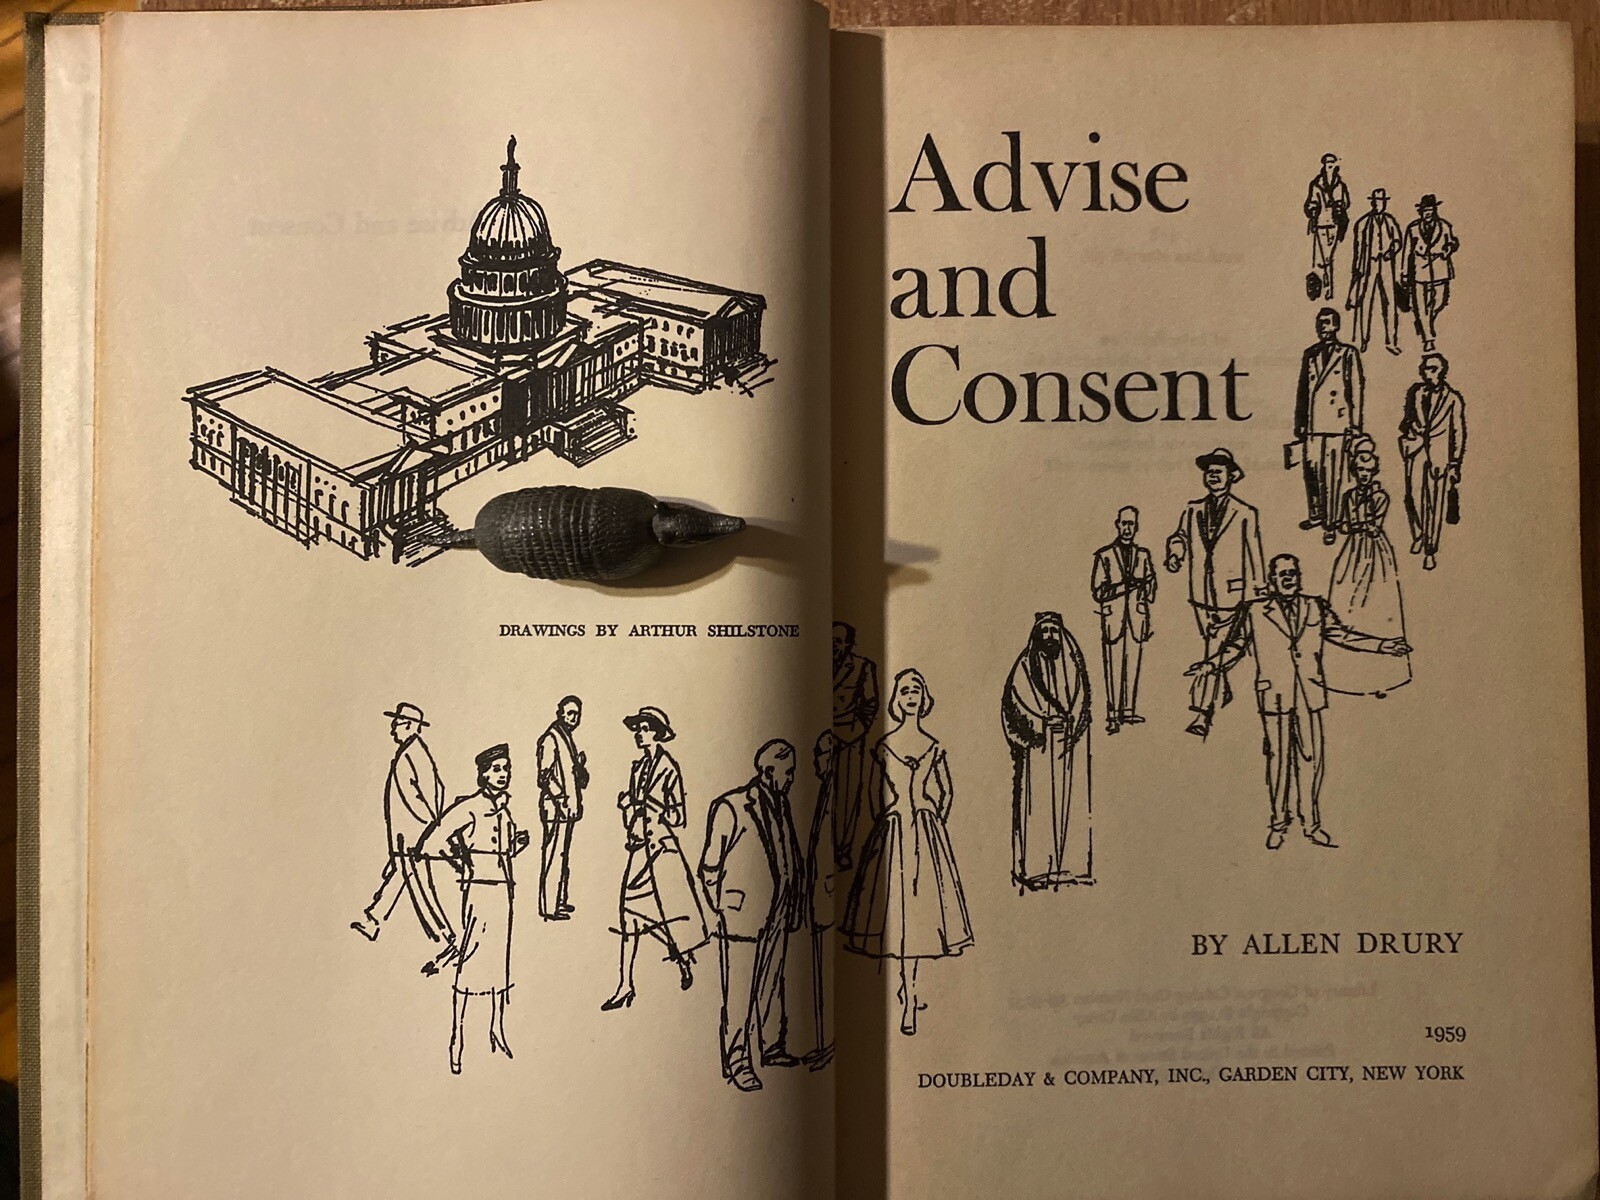 DRAWINGS BY ARTHUR SHILSTONE
Advise
and
Consent
BY ALLEN DRURY
1959
DOUBLEDAY & COMPANY, INC., GARDEN CITY, NEW YORK